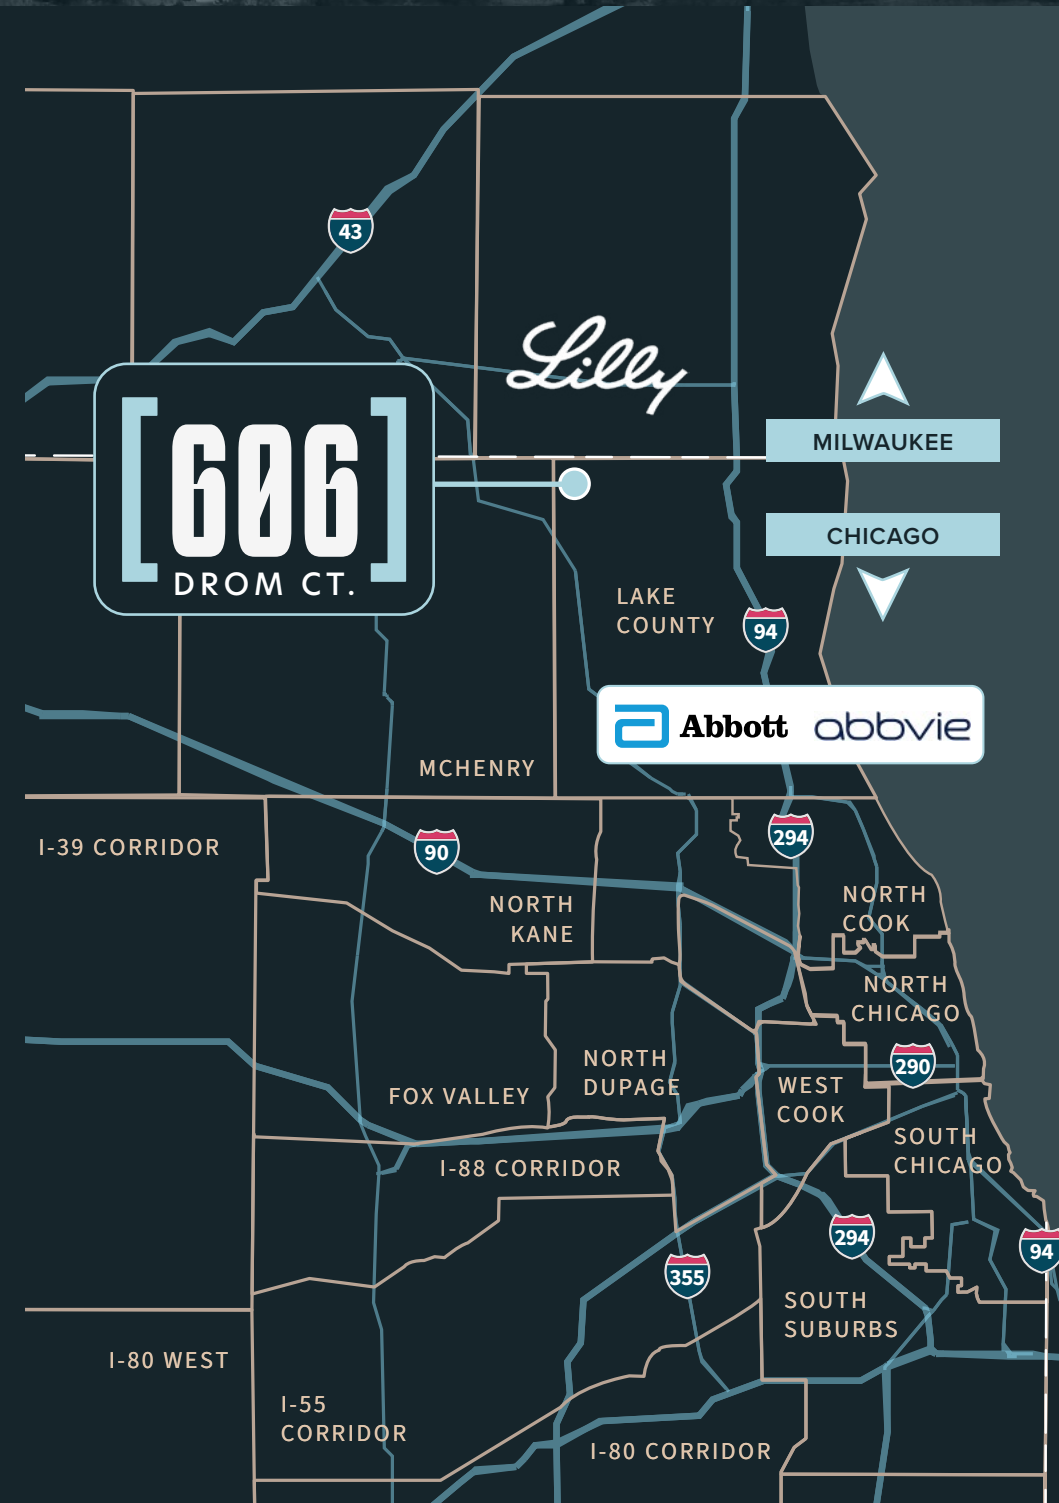 43
Lilly
606
DROM CT.
MILWAUKEE
CHICAGO
LAKE
COUNTY
94
Abbott
abbvie
MCHENRY
I-39 CORRIDOR
90
294
NORTH
KANE
NORTH
COOK
NORTH
CHICAGO
290
NORTH
DUPAGE
WEST
COOK
FOX VALLEY
SOUTH
CHICAGO
I-88 CORRIDOR
294
94
355
SOUTH
SUBURBS
I-80 WEST
I-55
CORRIDOR
I-80 CORRIDOR